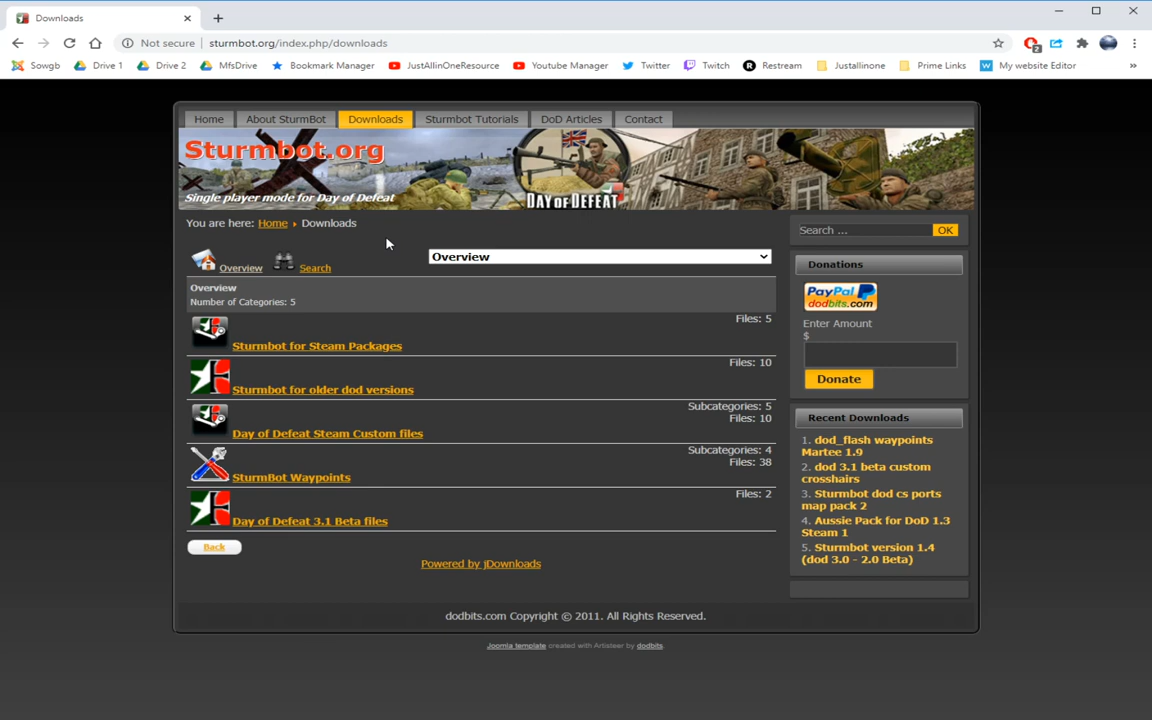 Downloads
Not secure
sturmbot.org/index.php/downloads
2
Sowgb
Drive 1
Drive 2
MfsDrive
Bookmark Manager
JustAllinOneResource
Youtube Manager
Twitter
Twitch
Restream
Justallinone
Prime Links
My website Editor
Home
About SturmBot
Downloads
Sturmbot Tutorials
DoD Articles
Contact
Sturmbot.org
Single player mode for Day of Defeat
DAY OF DEFEAT
You are here: Home Downloads
Overview
Search
Overview
Overview
Number of Categories: 5
Files: 5
Sturmbot for Steam Packages
Files: 10
Sturmbot for older dod versions
Subcategories: 5
Files: 10
Day of Defeat Steam Custom files
Subcategories: 4
Files: 38
SturmBot Waypoints
Files: 2
Day of Defeat 3.1 Beta files
Back
Powered by jDownloads
Search ...
OK
Donations
PayPal
dodbits.com
Enter Amount
$
Donate
Recent Downloads
1. dod_flash waypoints
Martee 1.9
2. dod 3.1 beta custom
crosshairs
3. Sturmbot dod cs ports
map pack 2
4. Aussie Pack for DoD 1.3
Steam 1
5. Sturmbot version 1.4
(dod 3.0 - 2.0 Beta)
dodbits.com Copyright © 2011. All Rights Reserved.
Joomla template created with Artisteer by dodbits.